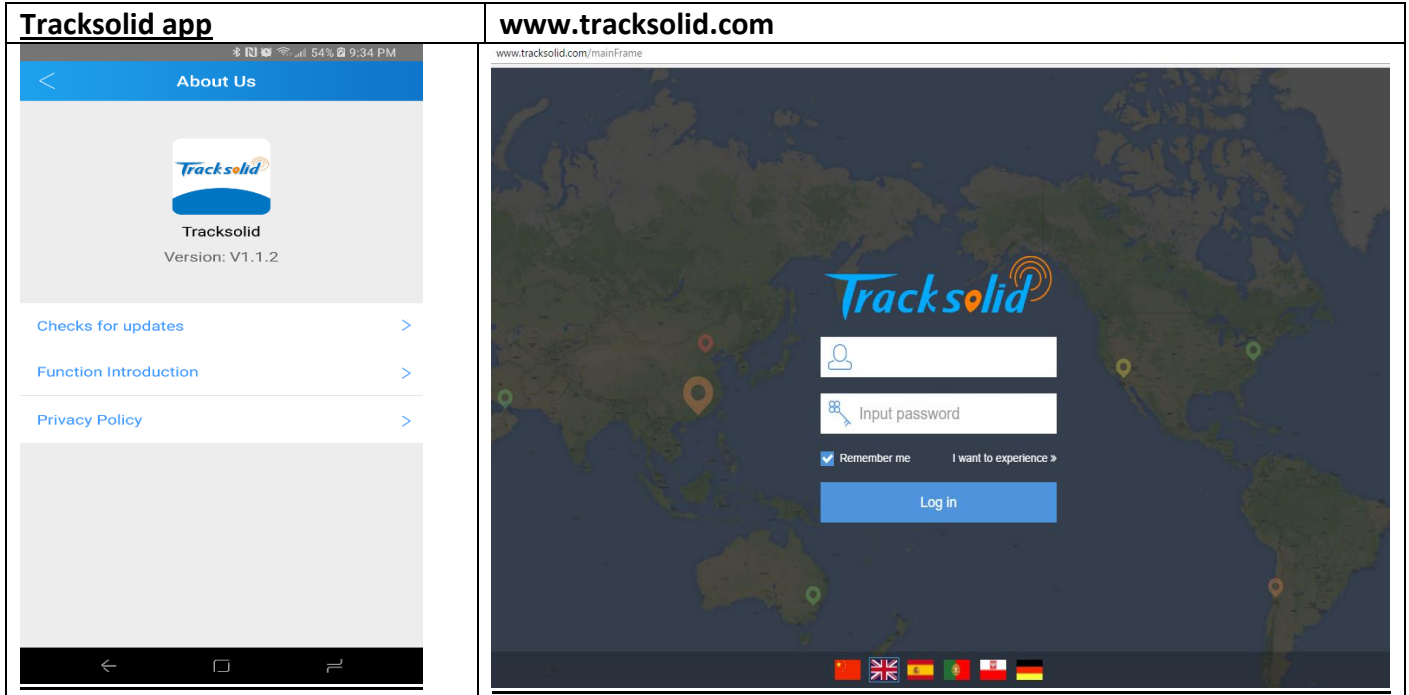 Tracksolid app
www.tracksolid.com
54% 9:34 PM
About Us
Tracksolid
Tracksolid
Version: V1.1.2
Checks for updates
Function Introduction
Privacy Policy
www.tracksolid.com/mainFrame
Tracksolid
Input password
Remember me I want to experience »
Log in